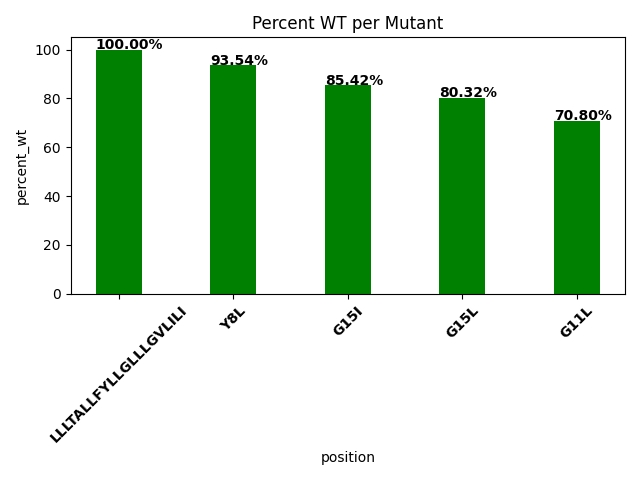 Percent WT per Mutant
percent_wt
100
80
60
40
20
0
100.00%
93.54%
85.42%
80.32%
70.80%
LLLTALLFYLLGLLLGVLILI
Y8L
G15I
G15L
G11L
position